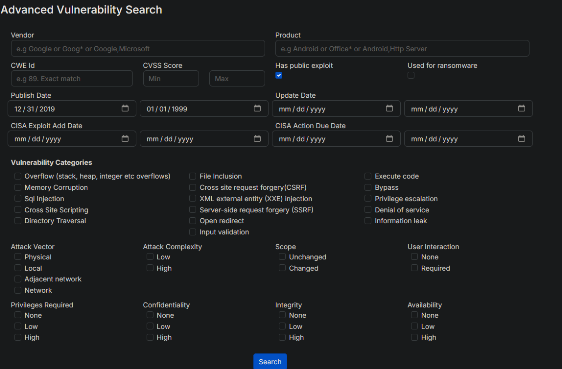 Advanced Vulnerability Search
Vendor Product
e.g Google or Goog* or Google,Microsoft e.g Android or Office* or Android,Http Server
CWE Id CVSS Score Has public exploit Used for ransomware
e.g 89. Exact match Min Max
Publish Date Update Date
12/31/2019 01/01/1999 mm/dd/yyyy mm/dd/yyyy
CISA Exploit Add Date CISA Action Due Date
mm/dd/yyyy mm/dd/yyyy mm/dd/yyyy mm/dd/yyyy
Vulnerability Categories
Overflow (stack, heap, integer etc overflows) File Inclusion Execute code
Memory Corruption Cross site request forgery(CSRF) Bypass
Sql Injection XML external entity (XXE) injection Privilege escalation
Cross Site Scripting Server-side request forgery (SSRF) Denial of service
Directory Traversal Open redirect Information leak
Input validation
Attack Vector Attack Complexity Scope User Interaction
Physical Low Unchanged None
Local High Changed Required
Adjacent network
Network
Privileges Required Confidentiality Integrity Availability
None None None None
Low Low Low Low
High High High High
Search